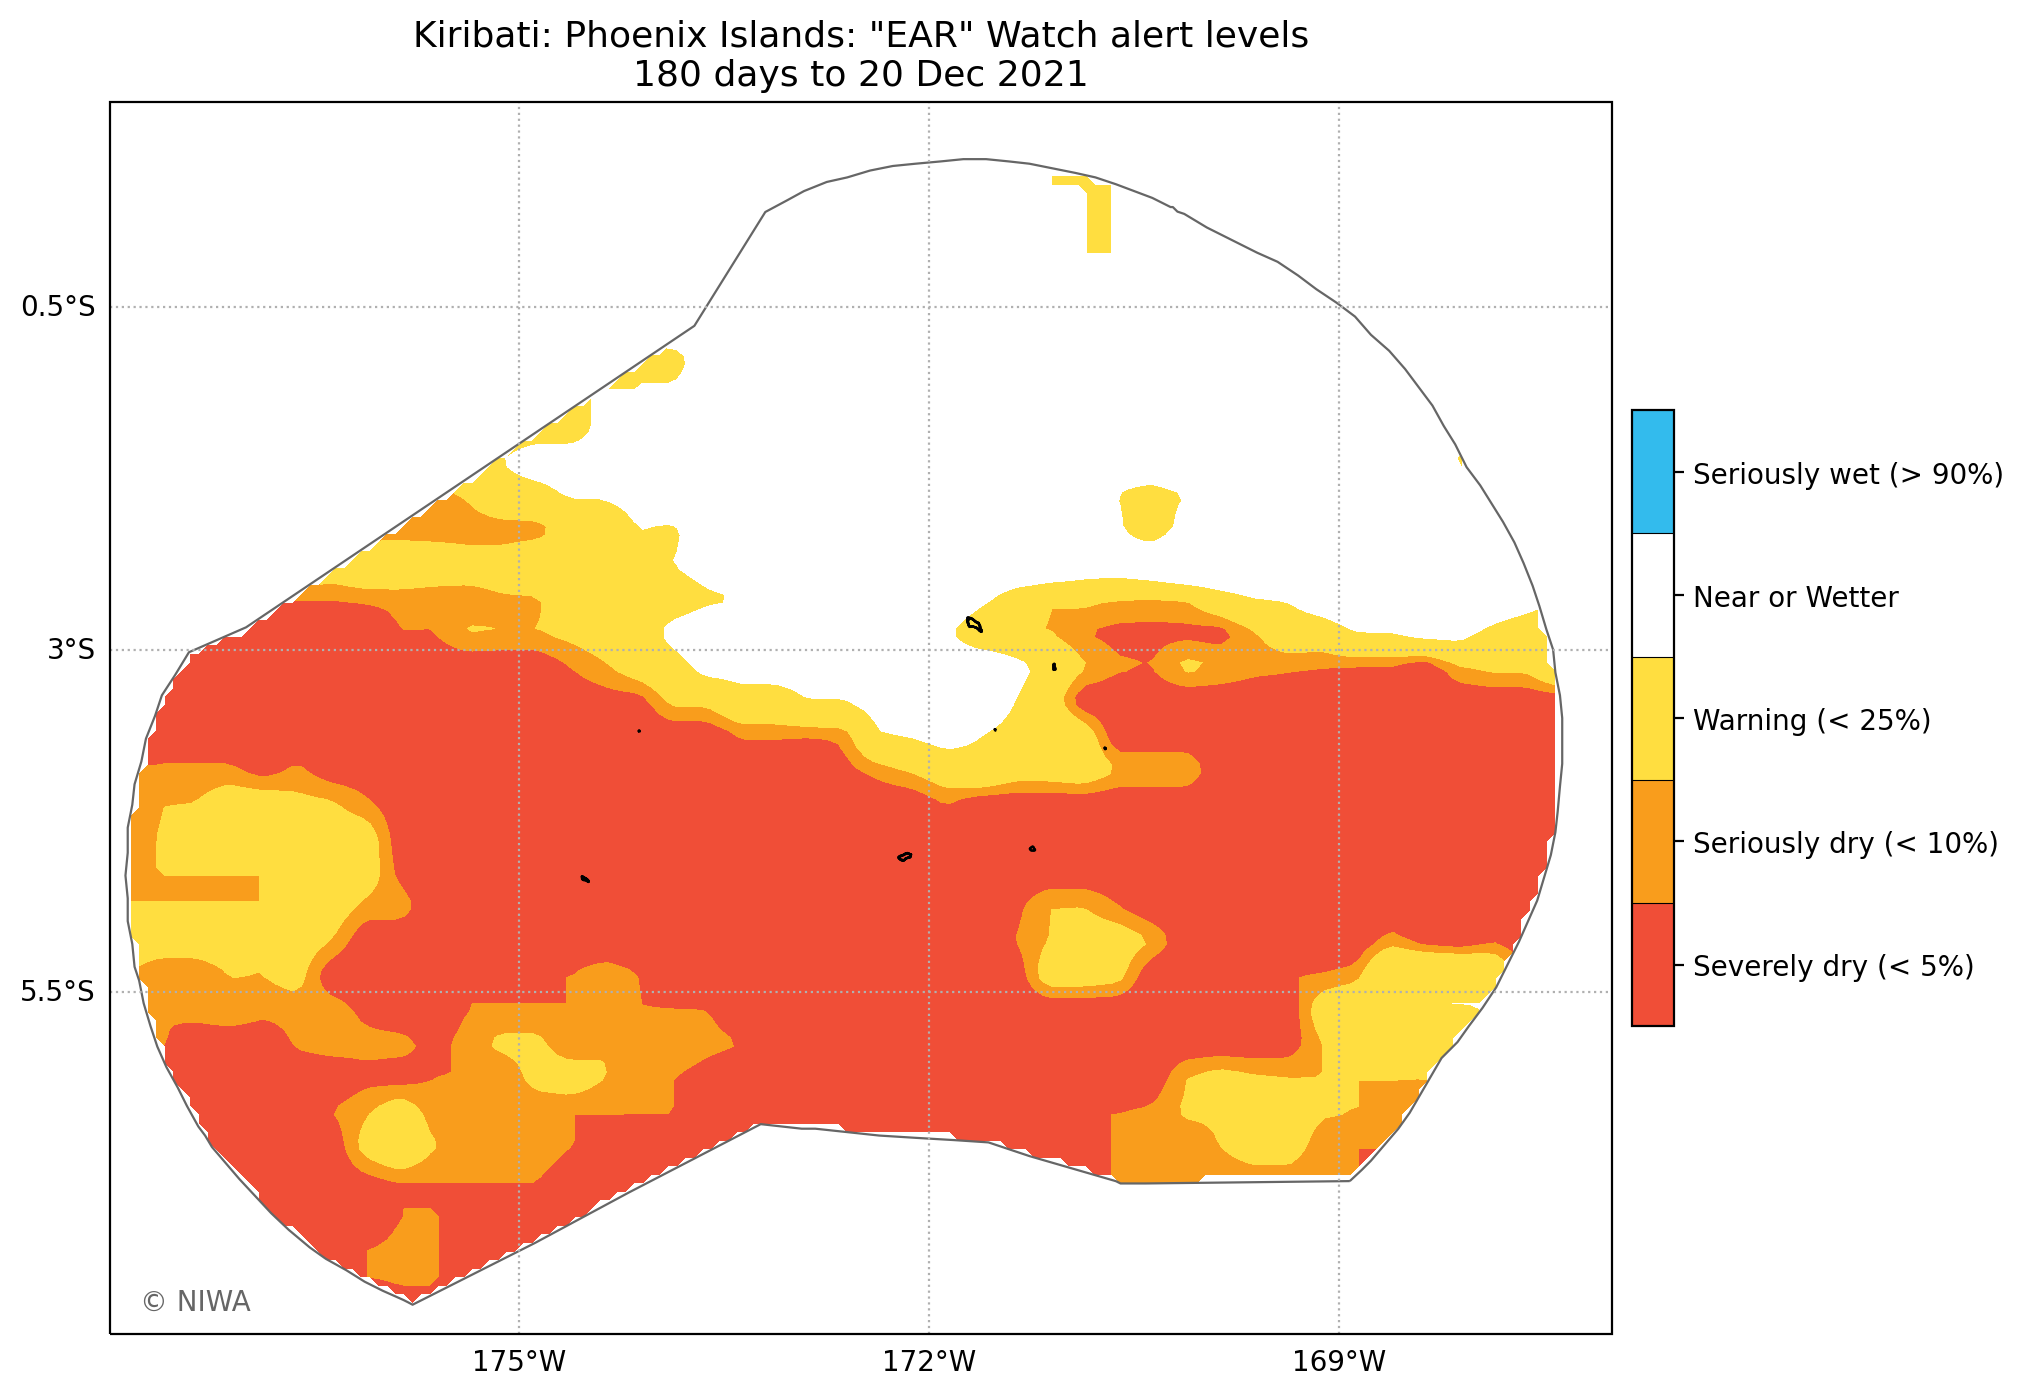 Kiribati: Phoenix Islands: "EAR" Watch alert levels
180 days to 20 Dec 2021
0.5°S
3°S
5.5°S
175°W
172°W
169°W
Seriously wet (> 90%)
Near or Wetter
Warning (< 25%)
Seriously dry (< 10%)
Severely dry (< 5%)
© NIWA